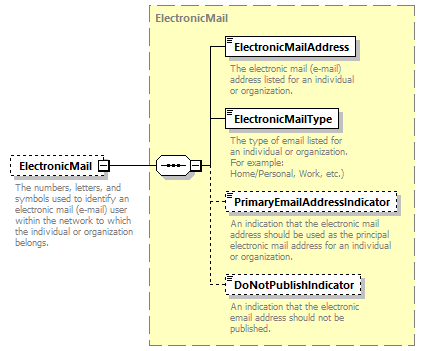 ElectronicMail
ElectronicMailAddress
The electronic mail (e-mail)
address listed for an individual
or organization.
ElectronicMailType
The type of email listed for
an individual or organization.
For example:
Home/Personal, Work, etc.)
ElectronicMail
The numbers, letters, and
symbols used to identify an
electronic mail (e-mail) user
within the network to which
the individual or organization
belongs.
PrimaryEmailAddressIndicator
An indication that the electronic mail
address should be used as the principal
electronic mail address for an individual
or organization.
DoNotPublishIndicator
An indication that the electronic
email address should not be
published.